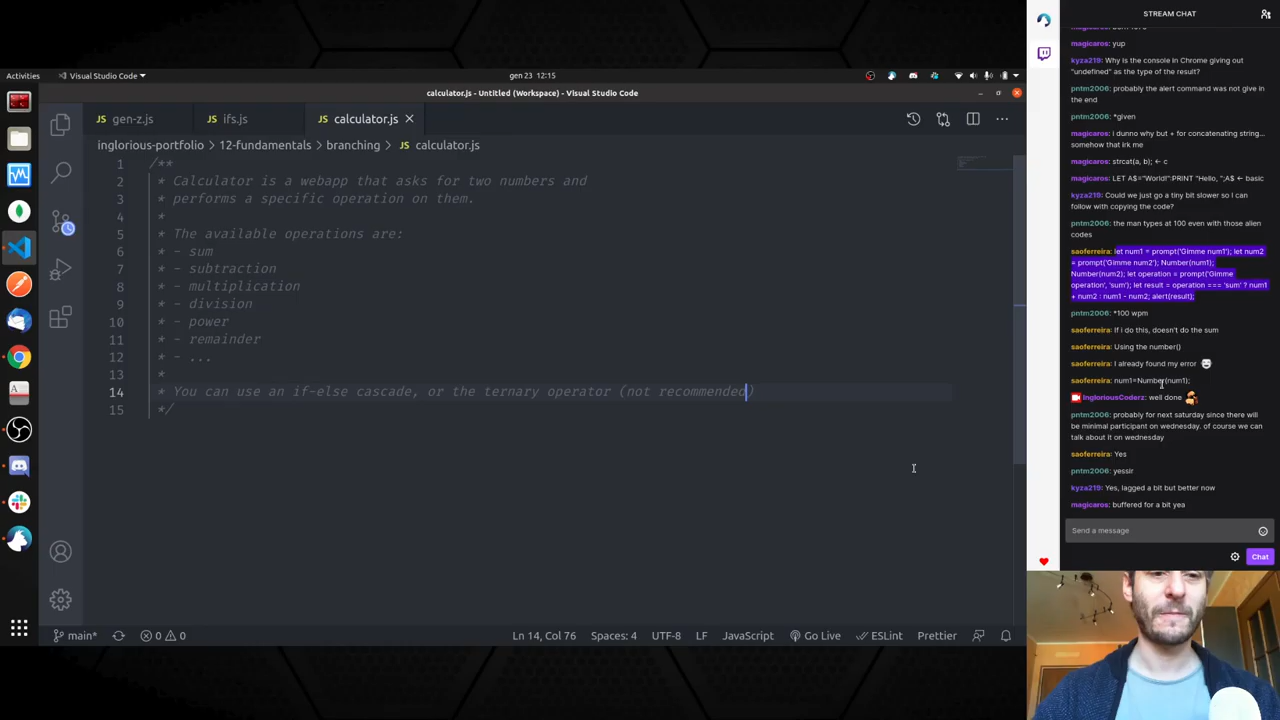 Activities
Visual Studio Code
gen 23 12:15
calculator.js - Untitled (Workspace) - Visual Studio Code
gen-z.js
ifs.js
calculator.js
inglorious-portfolio > 12-fundamentals > branching > calculator.js
1 /**
2 * Calculator is a webapp that asks for two numbers and
3 * performs a specific operation on them.
4 *
5 * The available operations are:
6 * - sum
7 * - subtraction
8 * - multiplication
9 * - division
10 * - power
11 * - remainder
12 * - ...
13 *
14 * You can use an if-else cascade, or the ternary operator (not recommended)
15 */
main*
0 0
Ln 14, Col 76
Spaces: 4
UTF-8
LF
JavaScript
Go Live
ESLint
Prettier
STREAM CHAT
magicaros: yup
kyza219: Why is the console in Chrome giving out
"undefined" as the type of the result?
pntm2006: probably the alert command was not give in
the end
pntm2006: *given
magicaros: i dunno why but + for concatenating string...
somehow that irk me
magicaros: strcat(a, b); <- c
magicaros: LET A$="World!":PRINT "Hello, ";A$ <- basic
kyza219: Could we just go a tiny bit slower so i can
follow with copying the code?
pntm2006: the man types at 100 even with those alien
codes
saoferreira: let num1 = prompt('Gimme num1'); let num2
= prompt('Gimme num2'); Number(num1);
Number(num2); let operation = prompt('Gimme
operation', 'sum'); let result = operation === 'sum' ? num1
+ num2 : num1 - num2; alert(result);
pntm2006: *100 wpm
saoferreira: If i do this, doesn't do the sum
saoferreira: Using the number()
saoferreira: I already found my error
saoferreira: num1=Number(num1);
IngloriousCoderz: well done
pntm2006: probably for next saturday since there will
be minimal participant on wednesday. of course we can
talk about it on wednesday
saoferreira: Yes
pntm2006: yessir
kyza219: Yes, lagged a bit but better now
magicaros: buffered for a bit yea
Send a message
Chat